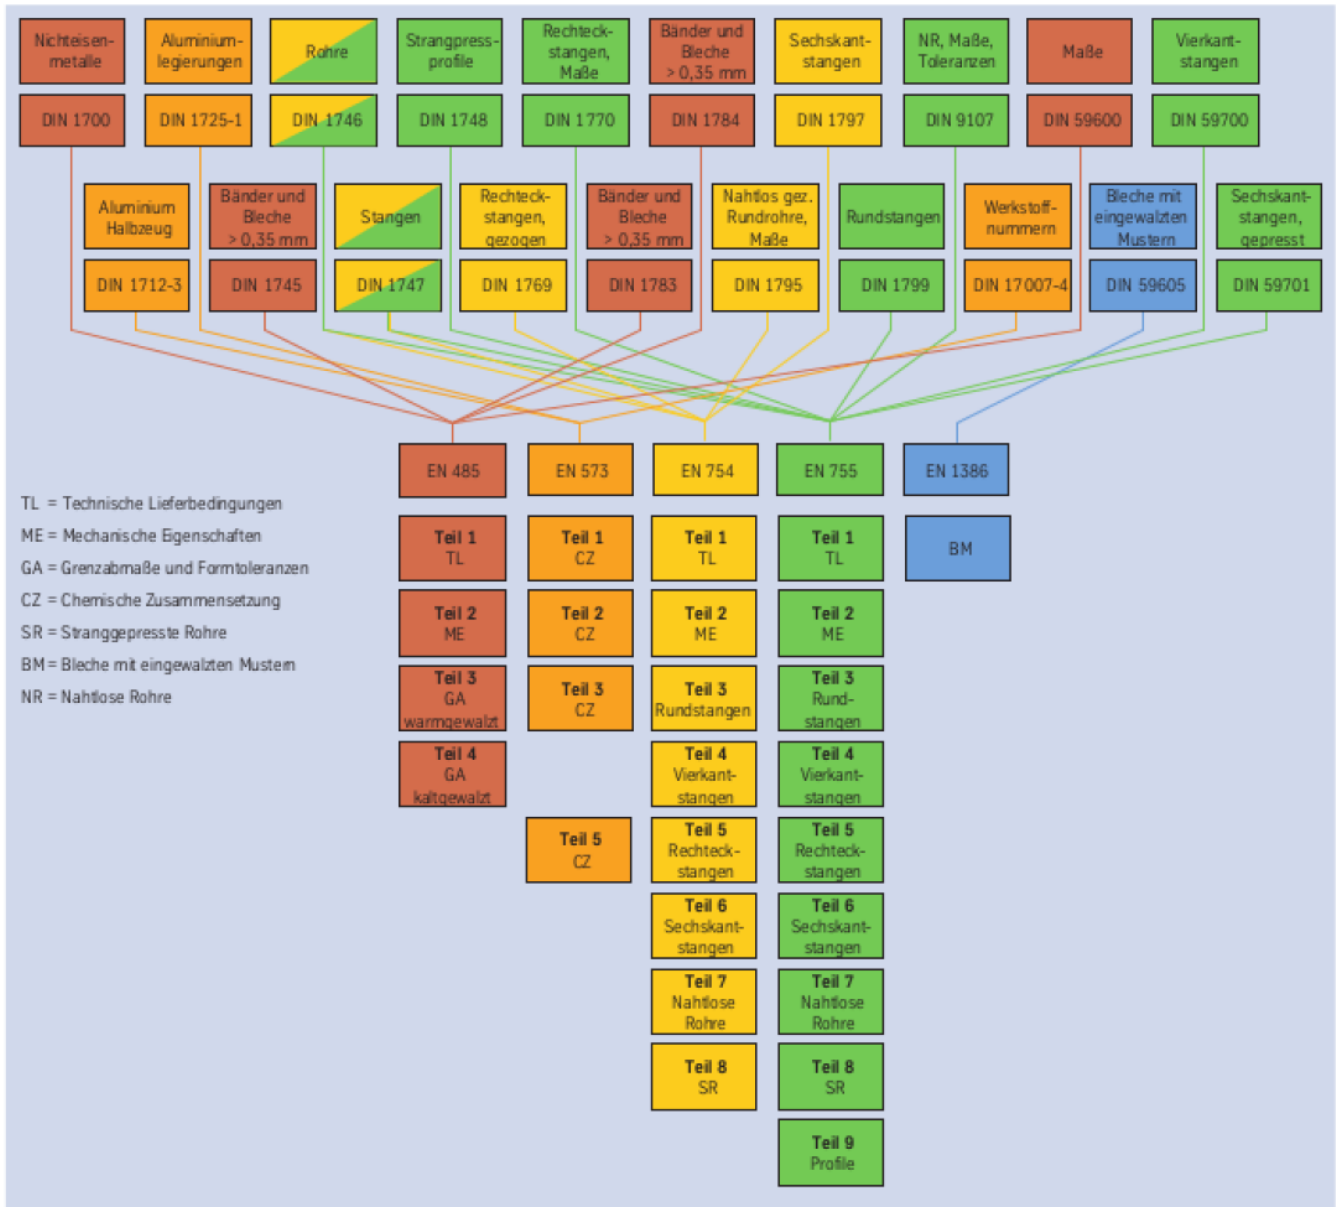 Nichteisen-
metalle
Aluminium-
legierungen
Rohre
Strangpress-
profile
Rechteck-
stangen,
Maße
Bänder und
Bleche
> 0,35 mm
Sechskant-
stangen
NR, Maße,
Toleranzen
Maße
Vierkant-
stangen
DIN 1700
DIN 1725-1
DIN 1746
DIN 1748
DIN 1770
DIN 1784
DIN 1797
DIN 9107
DIN 59600
DIN 59700
Aluminium
Halbzeug
Bänder und
Bleche
> 0,35 mm
Stangen
Rechteck-
stangen,
gezogen
Bänder und
Bleche
> 0,35 mm
Nahtlos gez.
Rundrohre,
Maße
Rundstangen
Werkstoff-
nummern
Bleche mit
eingewalzten
Mustern
Sechskant-
stangen,
gepresst
DIN 1712-3
DIN 1745
DIN 1747
DIN 1769
DIN 1783
DIN 1795
DIN 1799
DIN 17007-4
DIN 59605
DIN 59701
EN 485
EN 573
EN 754
EN 755
EN 1386
TL = Technische Lieferbedingungen
ME = Mechanische Eigenschaften
GA = Grenzabmaße und Formtoleranzen
CZ = Chemische Zusammensetzung
SR = Stranggepresste Rohre
BM = Bleche mit eingewalzten Mustern
NR = Nahtlose Rohre
Teil 1
TL
Teil 1
CZ
Teil 1
TL
Teil 1
TL
BM
Teil 2
ME
Teil 2
CZ
Teil 2
ME
Teil 2
ME
Teil 3
GA
warmgewalzt
Teil 3
CZ
Teil 3
Rundstangen
Teil 3
Rund-
stangen
Teil 4
GA
kaltgewalzt
Teil 4
Vierkant-
stangen
Teil 4
Vierkant-
stangen
Teil 5
CZ
Teil 5
Rechteck-
stangen
Teil 5
Rechteck-
stangen
Teil 6
Sechskant-
stangen
Teil 6
Sechskant-
stangen
Teil 7
Nahtlose
Rohre
Teil 7
Nahtlose
Rohre
Teil 8
SR
Teil 8
SR
Teil 9
Profile